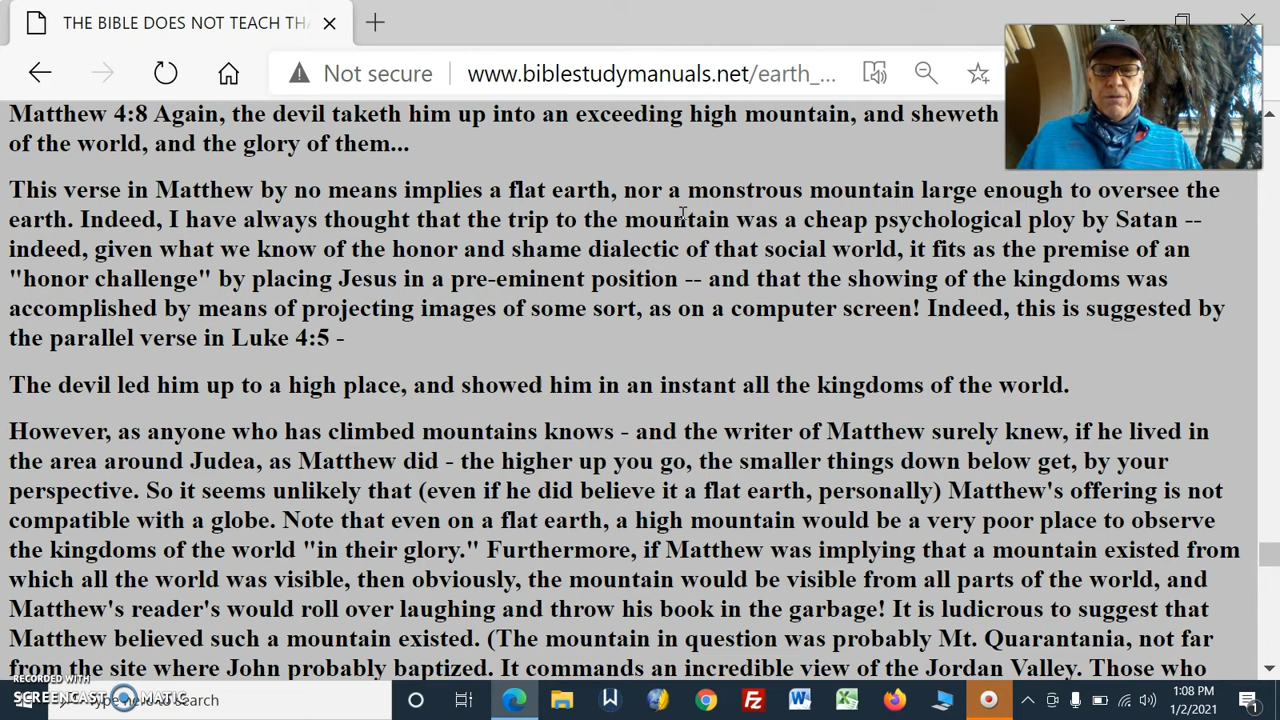 THE BIBLE DOES NOT TEACH THA
Not secure
www.biblestudymanuals.net/earth_...
Matthew 4:8 Again, the devil taketh him up into an exceeding high mountain, and sheweth
of the world, and the glory of them...
This verse in Matthew by no means implies a flat earth, nor a monstrous mountain large enough to oversee the
earth. Indeed, I have always thought that the trip to the mountain was a cheap psychological ploy by Satan --
indeed, given what we know of the honor and shame dialectic of that social world, it fits as the premise of an
"honor challenge" by placing Jesus in a pre-eminent position -- and that the showing of the kingdoms was
accomplished by means of projecting images of some sort, as on a computer screen! Indeed, this is suggested by
the parallel verse in Luke 4:5 -
The devil led him up to a high place, and showed him in an instant all the kingdoms of the world.
However, as anyone who has climbed mountains knows - and the writer of Matthew surely knew, if he lived in
the area around Judea, as Matthew did - the higher up you go, the smaller things down below get, by your
perspective. So it seems unlikely that (even if he did believe it a flat earth, personally) Matthew's offering is not
compatible with a globe. Note that even on a flat earth, a high mountain would be a very poor place to observe
the kingdoms of the world "in their glory." Furthermore, if Matthew was implying that a mountain existed from
which all the world was visible, then obviously, the mountain would be visible from all parts of the world, and
Matthew's reader's would roll over laughing and throw his book in the garbage! It is ludicrous to suggest that
Matthew believed such a mountain existed. (The mountain in question was probably Mt. Quarantania, not far
from the site where John probably baptized. It commands an incredible view of the Jordan Valley. Those who
RECORDED WITH
SCREENCAST MATIC
Type here to search
1:08 PM
1/2/2021
1